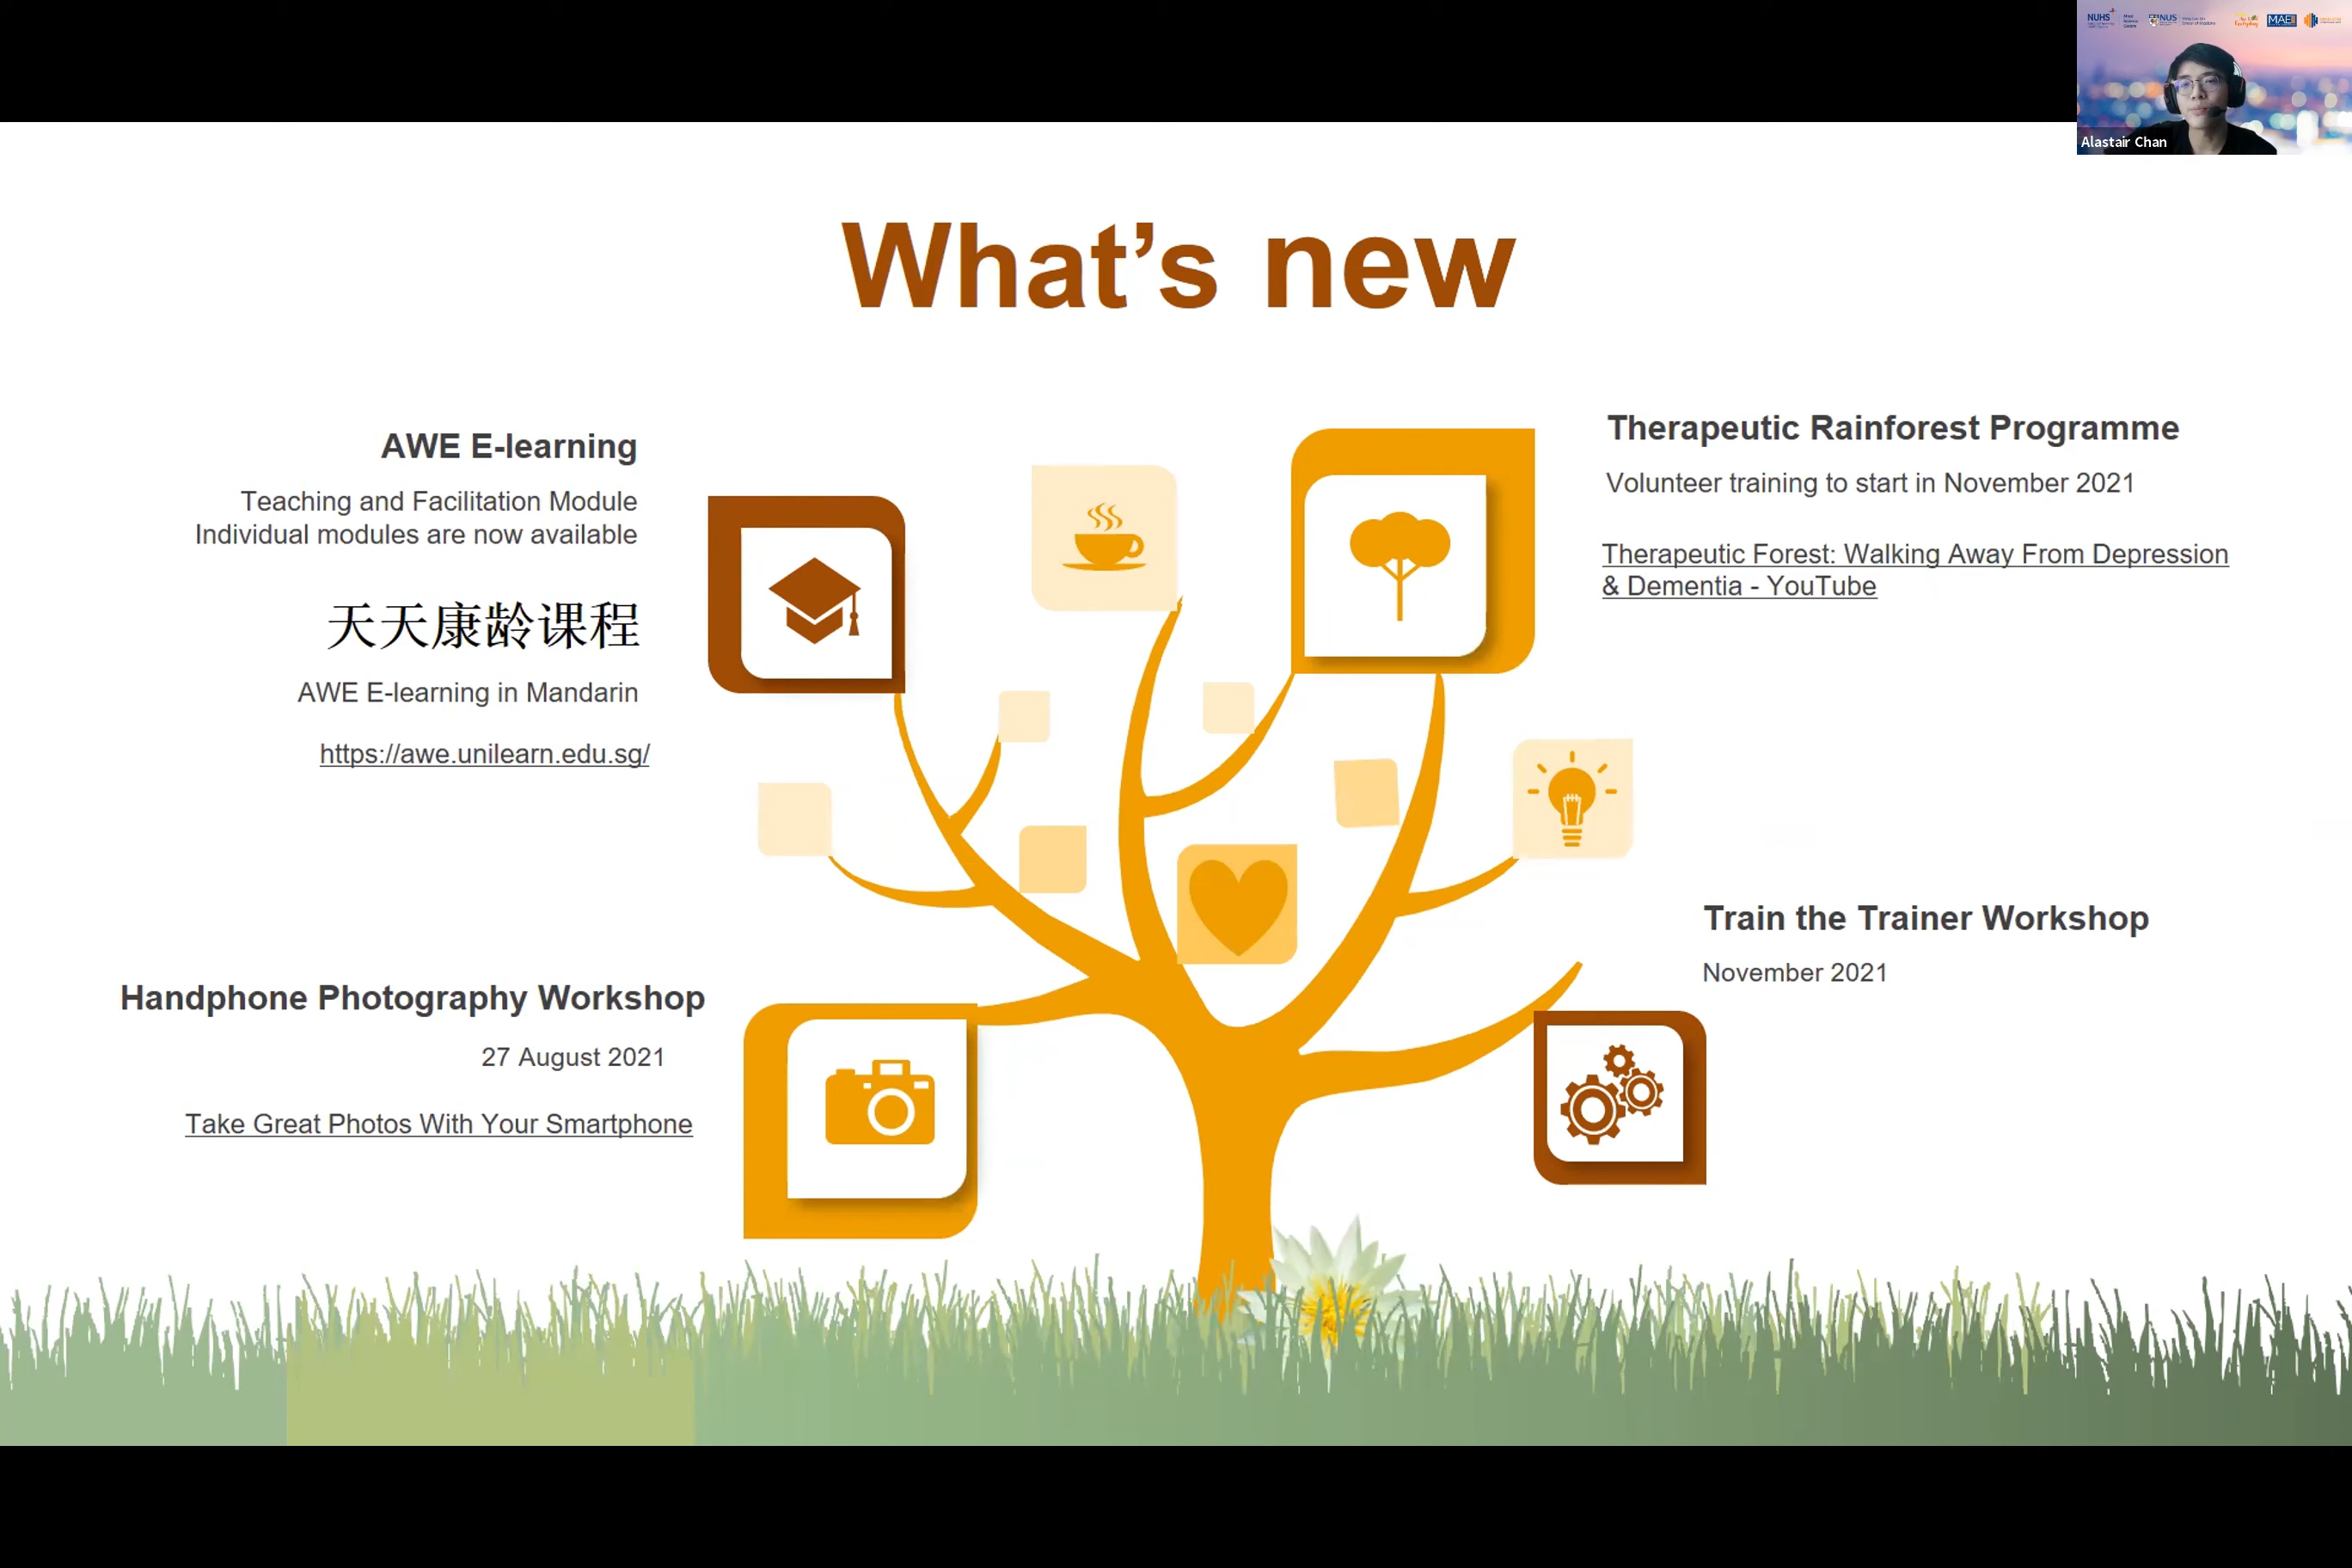 NUHS
NUS
MAEI
Alastair Chan
What's new
AWE E-learning
Teaching and Facilitation Module
Individual modules are now available
天天康龄课程
AWE E-learning in Mandarin
https://awe.unilearn.edu.sg/
Handphone Photography Workshop
27 August 2021
Take Great Photos With Your Smartphone
Therapeutic Rainforest Programme
Volunteer training to start in November 2021
Therapeutic Forest: Walking Away From Depression
& Dementia - YouTube
Train the Trainer Workshop
November 2021